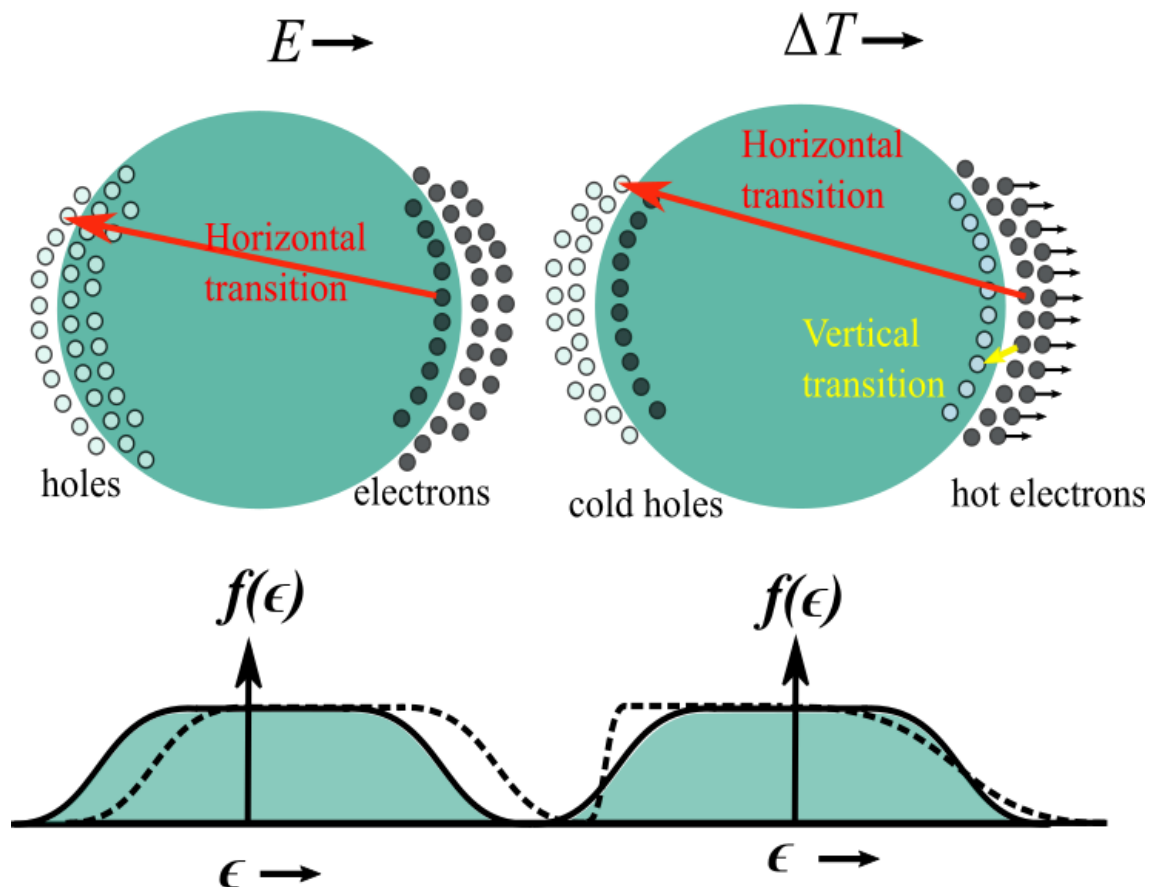 E
ΔT
Horizontal
transition
Horizontal
transition
Vertical
transition
holes
electrons
cold holes
hot electrons
f(ϵ)
f(ϵ)
ϵ
ϵ